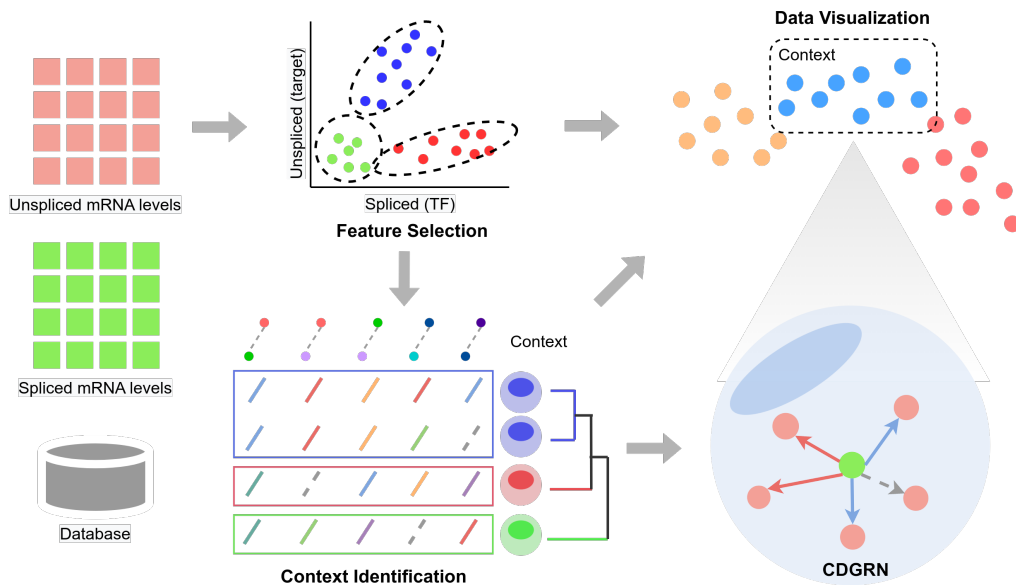 Unspliced mRNA levels
Spliced mRNA levels
Database
Unspliced (target)
Spliced (TF)
Feature Selection
Context
Context Identification
Data Visualization
Context
CDGRN